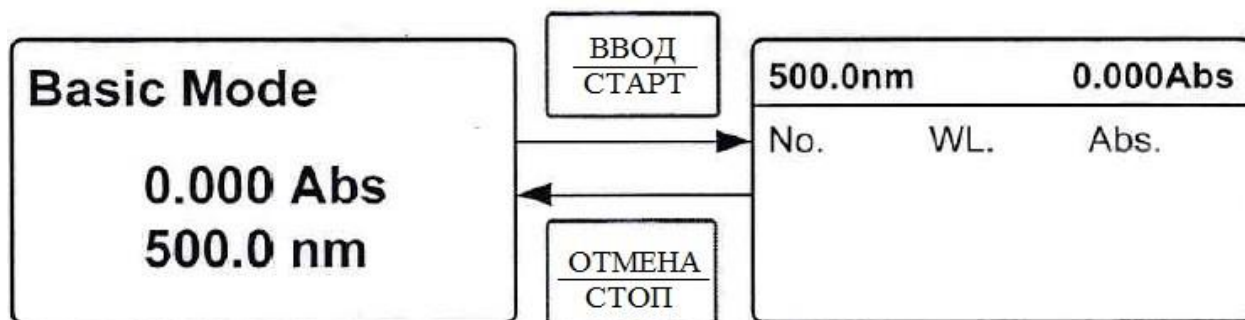 Basic Mode
0.000 Abs
500.0 nm
ВВОД
СТАРТ
ОТМЕНА
СТОП
500.0nm 0.000Abs
No. WL. Abs.